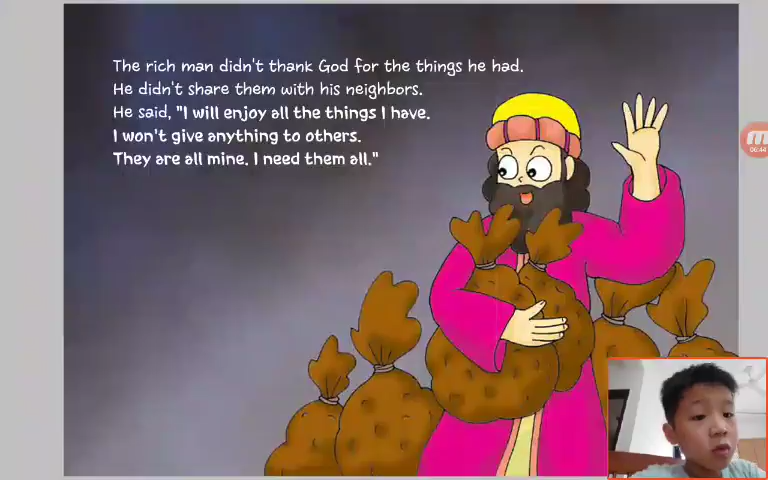 The rich man didn't thank God for the things he had.
He didn't share them with his neighbors.
He said, "I will enjoy all the things I have.
I won't give anything to others.
They are all mine. I need them all."
M
06:44